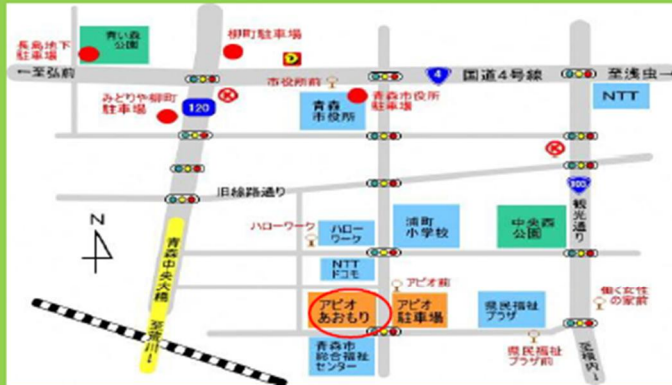 長島地下
駐車場
青い森
公園
柳町駐車場
←至弘前
市役所前
4
国道4号線
至浅虫→
みどりや柳町
駐車場
120
青森
市役所
青森市役所
駐車場
NTT
旧線路通り
103
観光通り
N
ハローワーク
ハロー
ワーク
浦町
小学校
中央西
公園
NTT
ドコモ
アピオ前
青森中央大橋
至荒川→
アピオ
あおもり
アピオ
駐車場
県民福祉
プラザ
働く女性
の家前
青森市
総合福祉
センター
県民福祉
プラザ前
至横内→